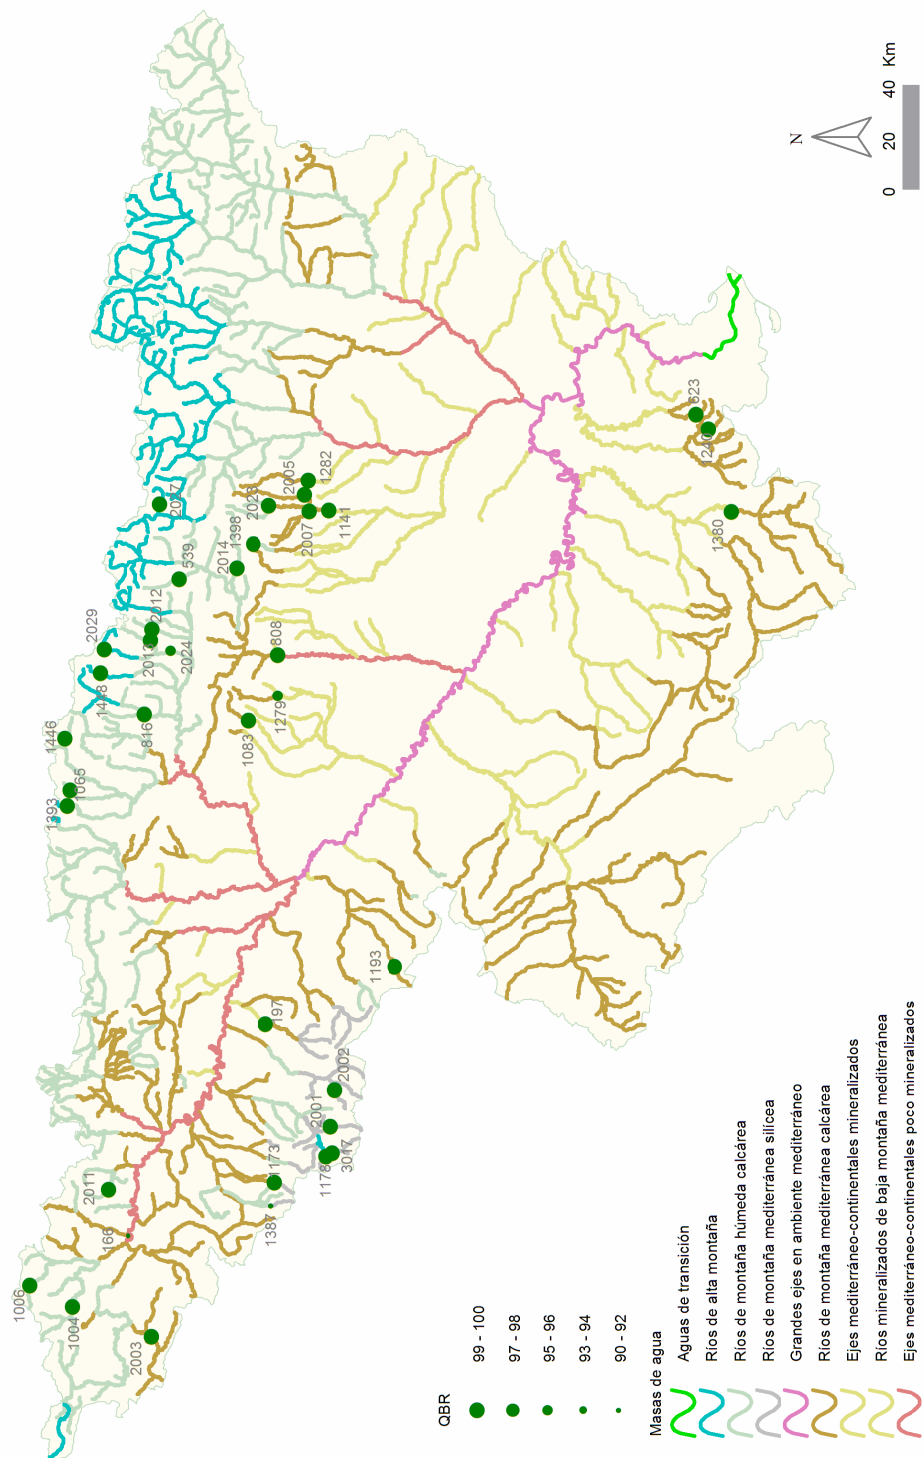 1006
1004
2003
166
2011
1387
1173
1178
3017
2001
2002
197
1193
1393
1065
1446
816
1448
2029
2013
2012
2024
539
1083
1279
808
2014
1398
2005
2007
1282
1141
1380
1240
623
N
0 20 40 Km
QBR
99 - 100
97 - 98
95 - 96
93 - 94
90 - 92
Masas de agua
Aguas de transición
Ríos de alta montaña
Ríos de montaña húmeda calcárea
Ríos de montaña mediterránea silícea
Grandes ejes en ambiente mediterráneo
Ríos de montaña mediterránea calcárea
Ejes mediterráneo-continentales mineralizados
Ríos mineralizados de baja montaña mediterránea
Ejes mediterráneo-continentales poco mineralizados